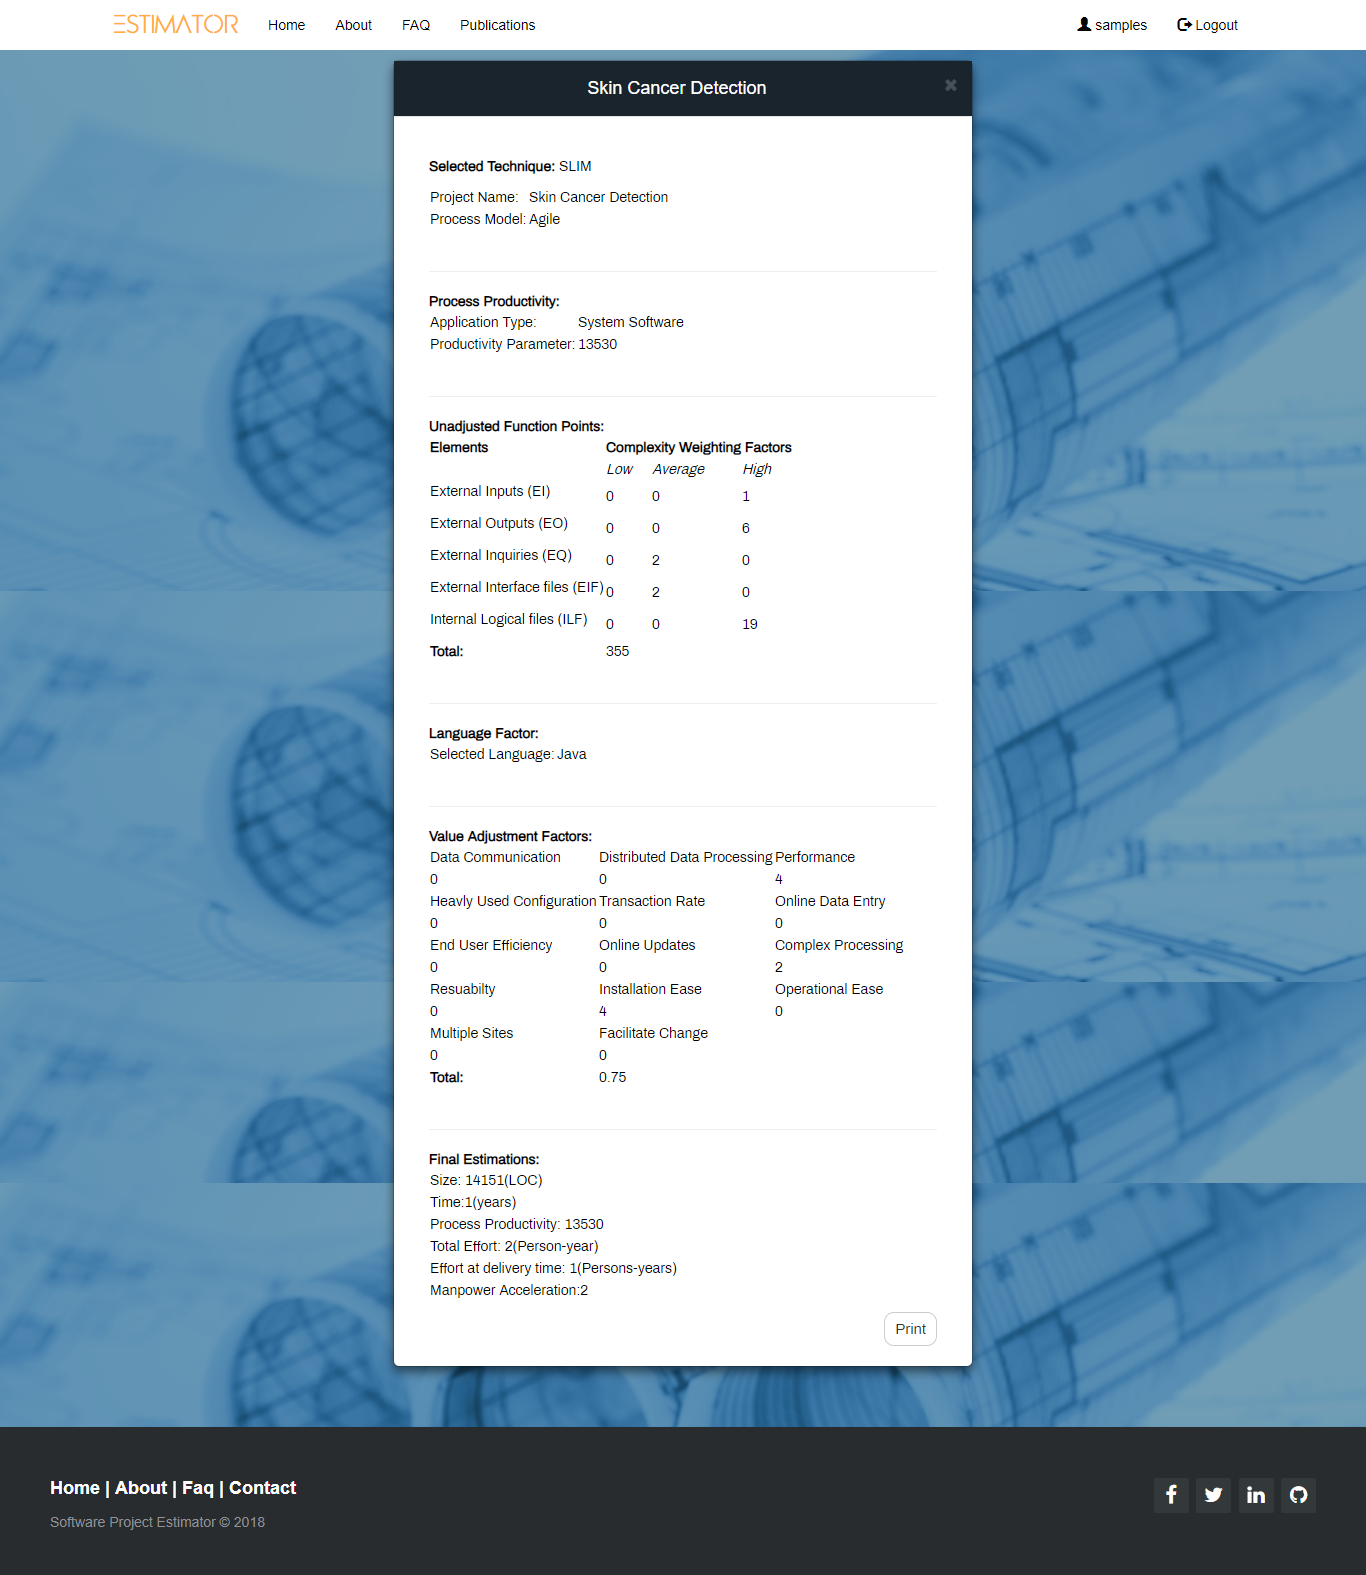 ESTIMATOR Home About FAQ Publications samples Logout
Skin Cancer Detection ×
Selected Technique: SLIM
Project Name: Skin Cancer Detection
Process Model: Agile
Process Productivity:
Application Type: System Software
Productivity Parameter: 13530
Unadjusted Function Points:
Elements Complexity Weighting Factors
Low Average High
External Inputs (EI) 0 0 1
External Outputs (EO) 0 0 6
External Inquiries (EQ) 0 2 0
External Interface files (EIF) 0 2 0
Internal Logical files (ILF) 0 0 19
Total: 355
Language Factor:
Selected Language: Java
Value Adjustment Factors:
Data Communication Distributed Data Processing Performance
0 0 4
Heavly Used Configuration Transaction Rate Online Data Entry
0 0 0
End User Efficiency Online Updates Complex Processing
0 0 2
Resuabilty Installation Ease Operational Ease
0 4 0
Multiple Sites Facilitate Change
0 0
Total: 0.75
Final Estimations:
Size: 14151(LOC)
Time:1(years)
Process Productivity: 13530
Total Effort: 2(Person-year)
Effort at delivery time: 1(Persons-years)
Manpower Acceleration:2
Print
Home | About | Faq | Contact
Software Project Estimator © 2018